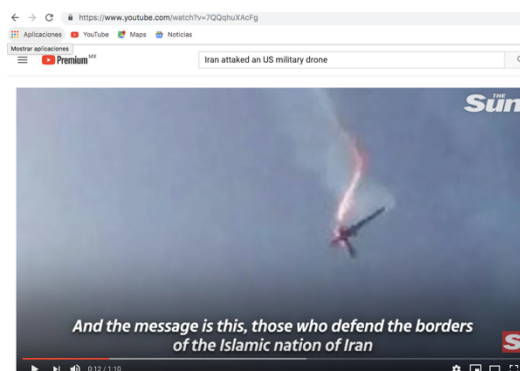 https://www.youtube.com/watch?v=7QQqhuXAcFg
Aplicaciones YouTube Maps Noticias
Mostrar aplicaciones
Premium MX
Iran attaked an US military drone
THE
Sun
And the message is this, those who defend the borders
of the Islamic nation of Iran
S
0:12 / 1:10